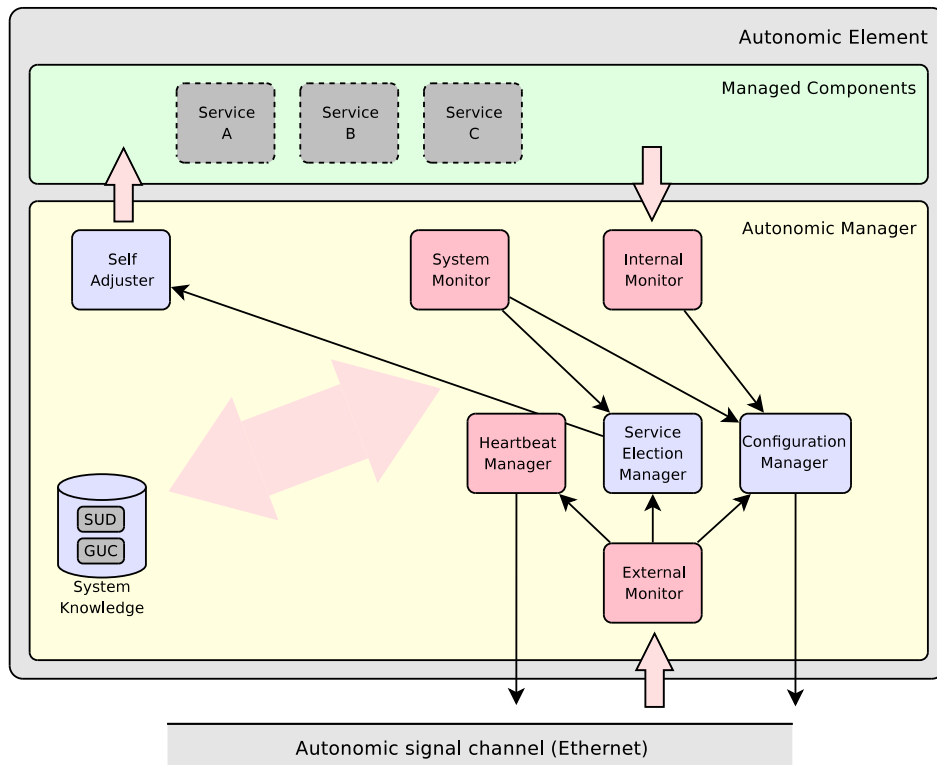 Autonomic Element
Managed Components
Service
A
Service
B
Service
C
Autonomic Manager
Self
Adjuster
System
Monitor
Internal
Monitor
Heartbeat
Manager
Service
Election
Manager
Configuration
Manager
SUD
GUC
System
Knowledge
External
Monitor
Autonomic signal channel (Ethernet)